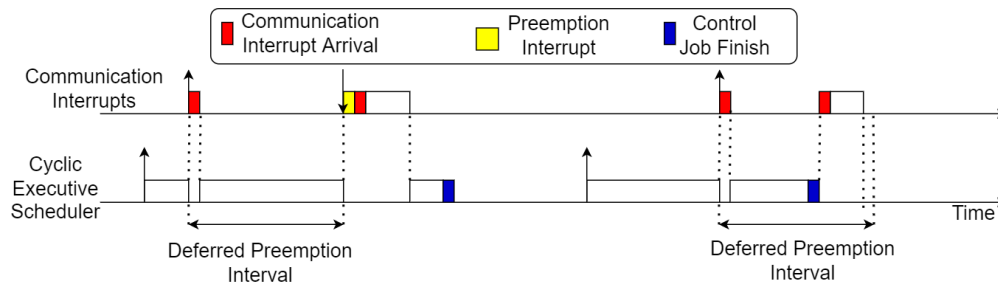 Communication
Interrupt Arrival
Preemption
Interrupt
Control
Job Finish
Communication
Interrupts
Cyclic
Executive
Scheduler
Time
Deferred Preemption
Interval
Deferred Preemption
Interval